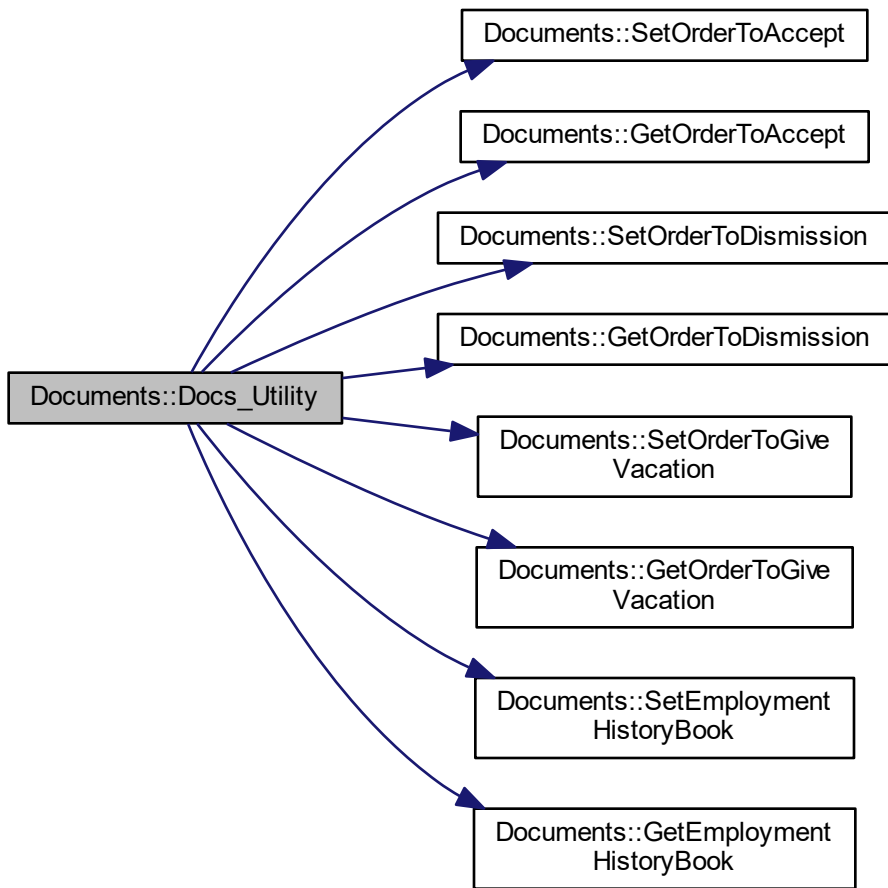 Documents::SetOrderToAccept
Documents::GetOrderToAccept
Documents::SetOrderToDismission
Documents::GetOrderToDismission
Documents::Docs_Utility
Documents::SetOrderToGive
Vacation
Documents::GetOrderToGive
Vacation
Documents::SetEmployment
HistoryBook
Documents::GetEmployment
HistoryBook